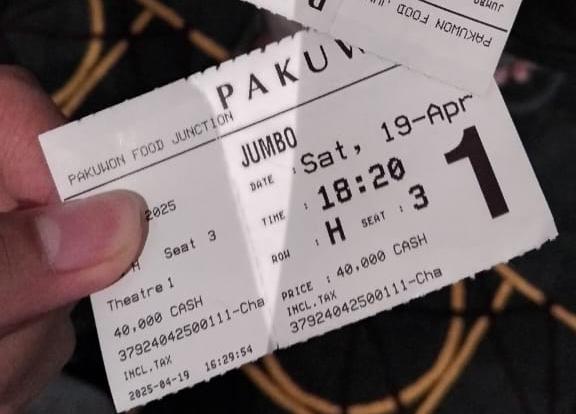 PAKUWON FOOD JUNCTION
2025
H Seat 3
Theatre 1
40,000 CASH
37924042500111-Cha
INCL.TAX
2025-04-19 16:29:54
PAKUW
JUMBO
DATE : Sat, 19-Apr
TIME : 18:20
ROW : H SEAT : 3
1
PRICE : 40,000 CASH
INCL.TAX
37924042500111-Cha
PAKUWON FOOD
JUMBO